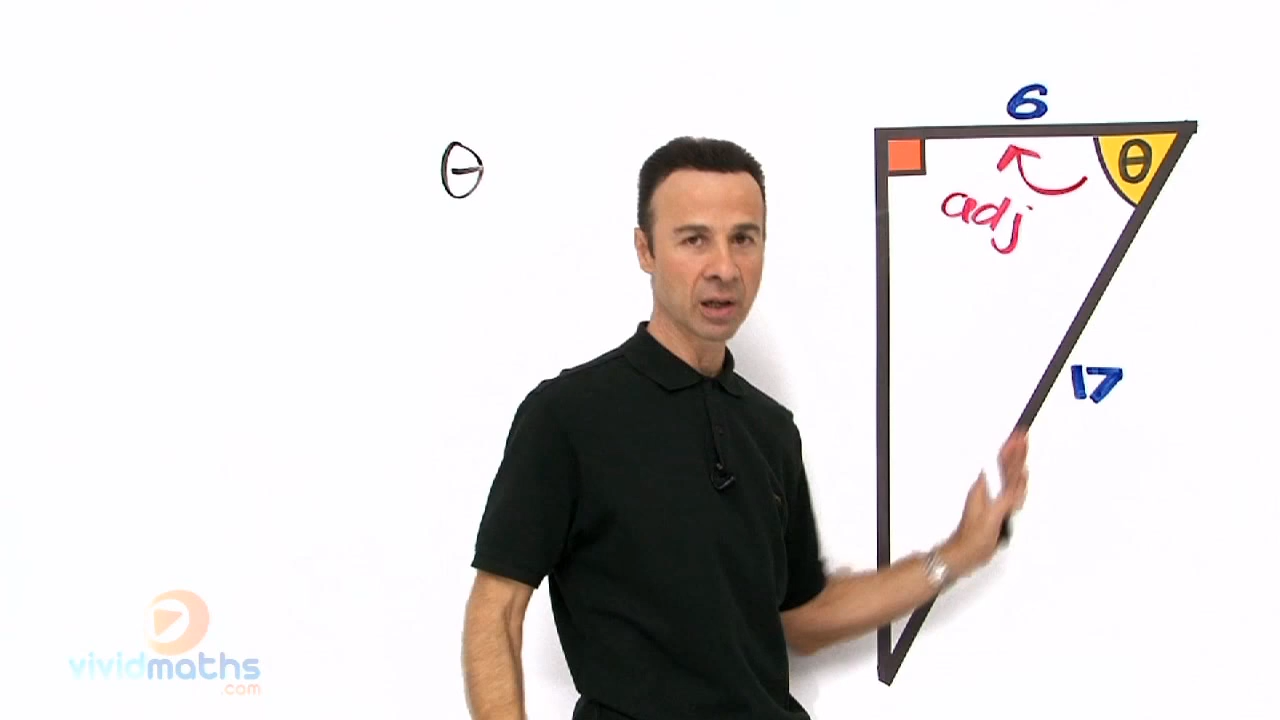 6
θ
θ
adj
17
vividmaths
.com